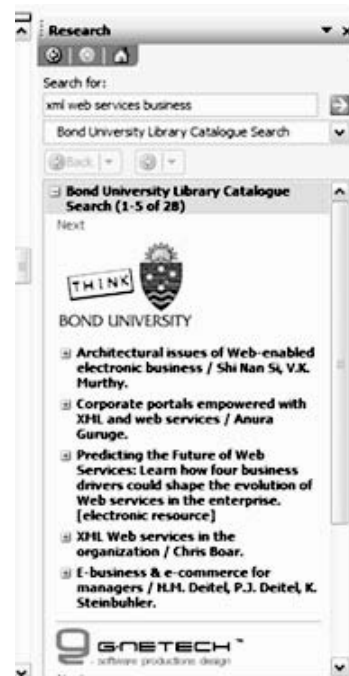 Research
Search for:
xml web services business
Bond University Library Catalogue Search
Back
Bond University Library Catalogue
Search (1-5 of 28)
Next
THINK
BOND UNIVERSITY
Architectural issues of Web-enabled
electronic business / Shi Nan Si, V.K.
Murthy.
Corporate portals empowered with
XML and web services / Anura
Guruge.
Predicting the Future of Web
Services: Learn how four business
drivers could shape the evolution of
Web services in the enterprise.
[electronic resource]
XML Web services in the
organization / Chris Boar.
E-business & e-commerce for
managers / H.M. Deitel, P.J. Deitel, K.
Steinbuhler.
G-NETECH™
- software productions design